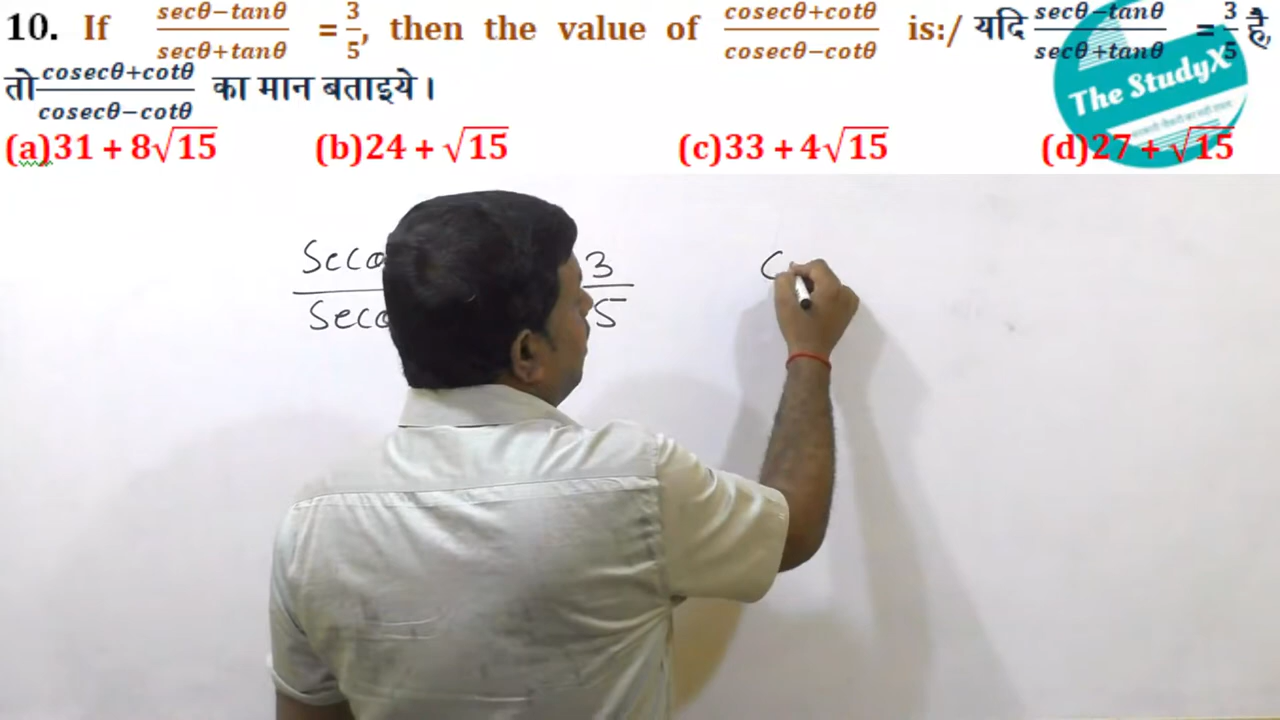 10. If secθ−tanθ/secθ+tanθ = 3/5, then the value of cosecθ+cotθ/cosecθ−cotθ is:/ यदि secθ−tanθ/secθ+tanθ = 3/5 है,
तो cosecθ+cotθ/cosecθ−cotθ का मान बताइये।
The StudyX
(a)31 + 8√15 (b)24 + √15 (c)33 + 4√15 (d)27 + √15
Sec 3
Sec 5